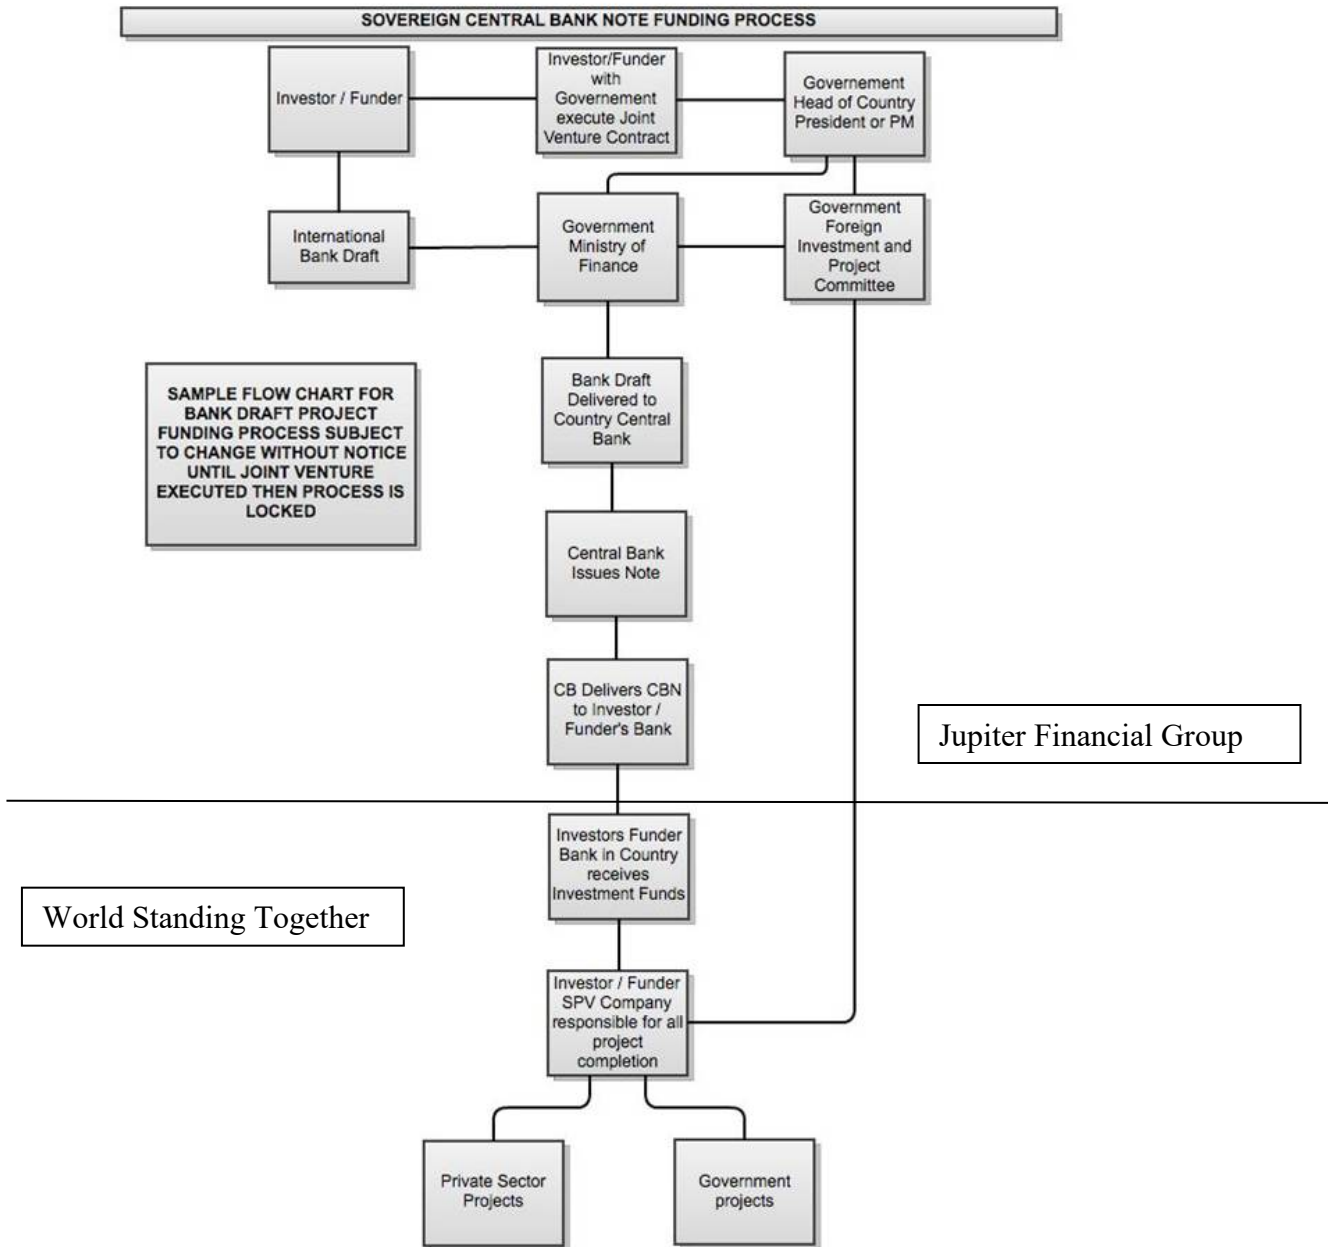 SOVEREIGN CENTRAL BANK NOTE FUNDING PROCESS
Investor / Funder
Investor/Funder
with
Governement
execute Joint
Venture Contract
Governement
Head of Country
President or PM
International
Bank Draft
Government
Ministry of
Finance
Government
Foreign
Investment and
Project
Committee
SAMPLE FLOW CHART FOR
BANK DRAFT PROJECT
FUNDING PROCESS SUBJECT
TO CHANGE WITHOUT NOTICE
UNTIL JOINT VENTURE
EXECUTED THEN PROCESS IS
LOCKED
Bank Draft
Delivered to
Country Central
Bank
Central Bank
Issues Note
CB Delivers CBN
to Investor /
Funder's Bank
Jupiter Financial Group
Investors Funder
Bank in Country
receives
Investment Funds
World Standing Together
Investor / Funder
SPV Company
responsible for all
project
completion
Private Sector
Projects
Government
projects